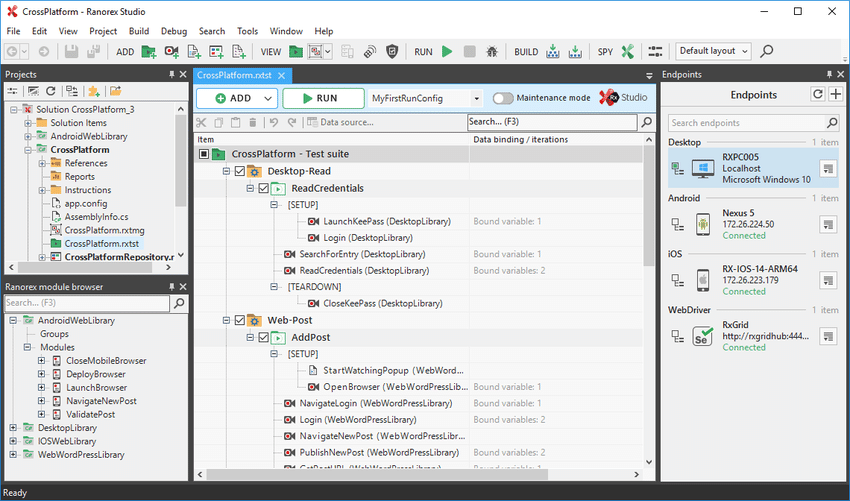 CrossPlatform - Ranorex Studio
File Edit View Project Build Debug Search Tools Window Help
ADD VIEW RUN BUILD SPY Default layout
Projects
Solution CrossPlatform_3
Solution Items
AndroidWebLibrary
CrossPlatform
References
Reports
Instructions
app.config
AssemblyInfo.cs
CrossPlatform.rxtmg
CrossPlatform.rxtst
CrossPlatformRepository.r
Ranorex module browser
Search... (F3)
AndroidWebLibrary
Groups
Modules
CloseMobileBrowser
DeployBrowser
LaunchBrowser
NavigateNewPost
ValidatePost
DesktopLibrary
IOSWebLibrary
WebWordPressLibrary
CrossPlatform.rxtst
ADD RUN MyFirstRunConfig Maintenance mode Studio
Data source... Search... (F3)
Item Data binding / iterations
CrossPlatform - Test suite
Desktop-Read
ReadCredentials
[SETUP]
LaunchKeePass (DesktopLibrary) Bound variable: 1
Login (DesktopLibrary)
SearchForEntry (DesktopLibrary) Bound variable: 1
ReadCredentials (DesktopLibrary) Bound variables: 2
[TEARDOWN]
CloseKeePass (DesktopLibrary)
Web-Post
AddPost
[SETUP]
StartWatchingPopup (WebWord...
OpenBrowser (WebWordPressLib... Bound variable: 1
NavigateLogin (WebWordPressLibrary) Bound variable: 1
Login (WebWordPressLibrary) Bound variables: 2
NavigateNewPost (WebWordPressLibr...
PublishNewPost (WebWordPressLibrary) Bound variables: 2
Endpoints
Endpoints
Search endpoints
Desktop 1 item
RXPC005
Localhost
Microsoft Windows 10
Android 1 item
Nexus 5
172.26.224.50
Connected
iOS 1 item
RX-IOS-14-ARM64
172.26.223.179
Connected
WebDriver 1 item
Se
RxGrid
http://rxgridhub:444...
Connected
Ready